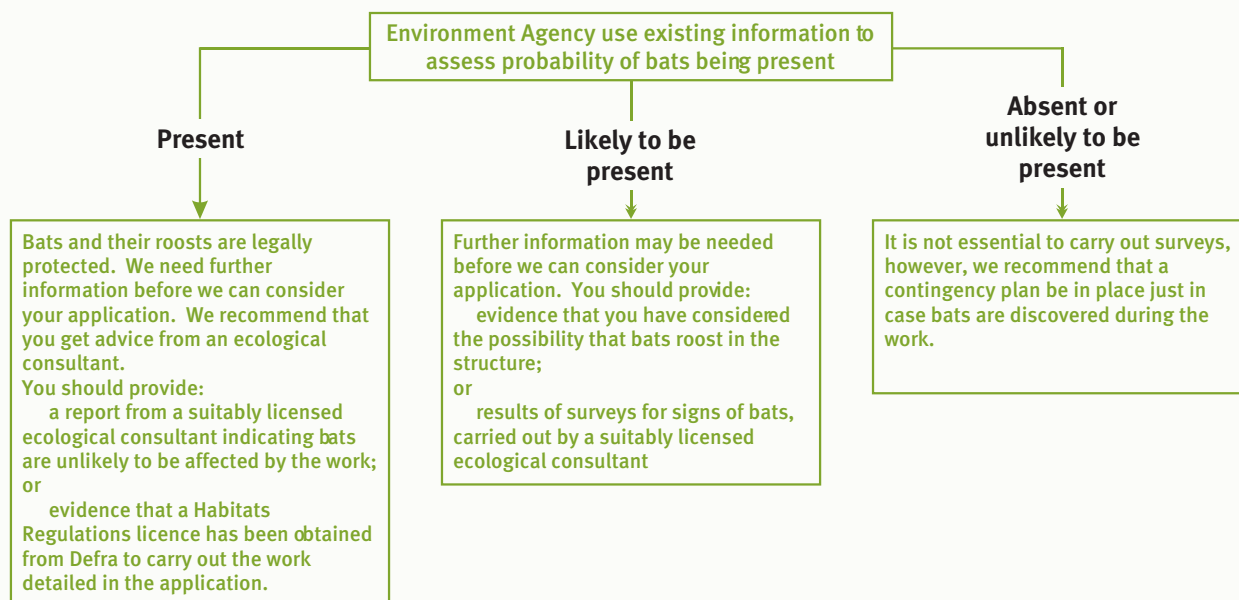 Environment Agency use existing information to
assess probability of bats being present
Present
Likely to be
present
Absent or
unlikely to be
present
Bats and their roosts are legally
protected. We need further
information before we can consider
your application. We recommend that
you get advice from an ecological
consultant.
You should provide:
a report from a suitably licensed
ecological consultant indicating bats
are unlikely to be affected by the work;
or
evidence that a Habitats
Regulations licence has been obtained
from Defra to carry out the work
detailed in the application.
Further information may be needed
before we can consider your
application. You should provide:
evidence that you have considered
the possibility that bats roost in the
structure;
or
results of surveys for signs of bats,
carried out by a suitably licensed
ecological consultant
It is not essential to carry out surveys,
however, we recommend that a
contingency plan be in place just in
case bats are discovered during the
work.